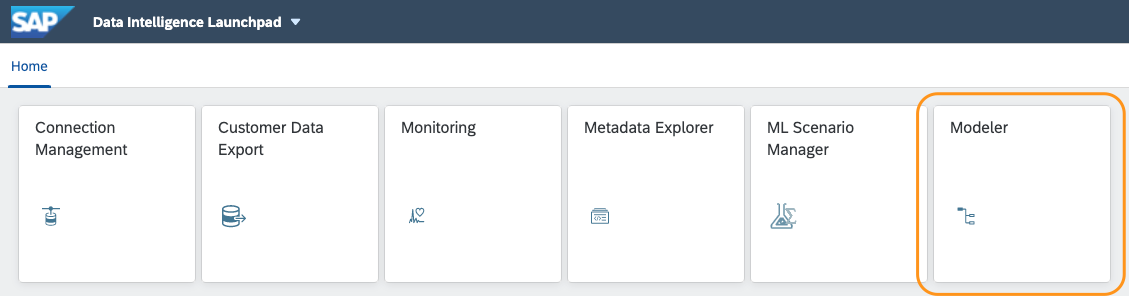 SAP Data Intelligence Launchpad
Home
Connection
Management
Customer Data
Export
Monitoring
Metadata Explorer
ML Scenario
Manager
Modeler